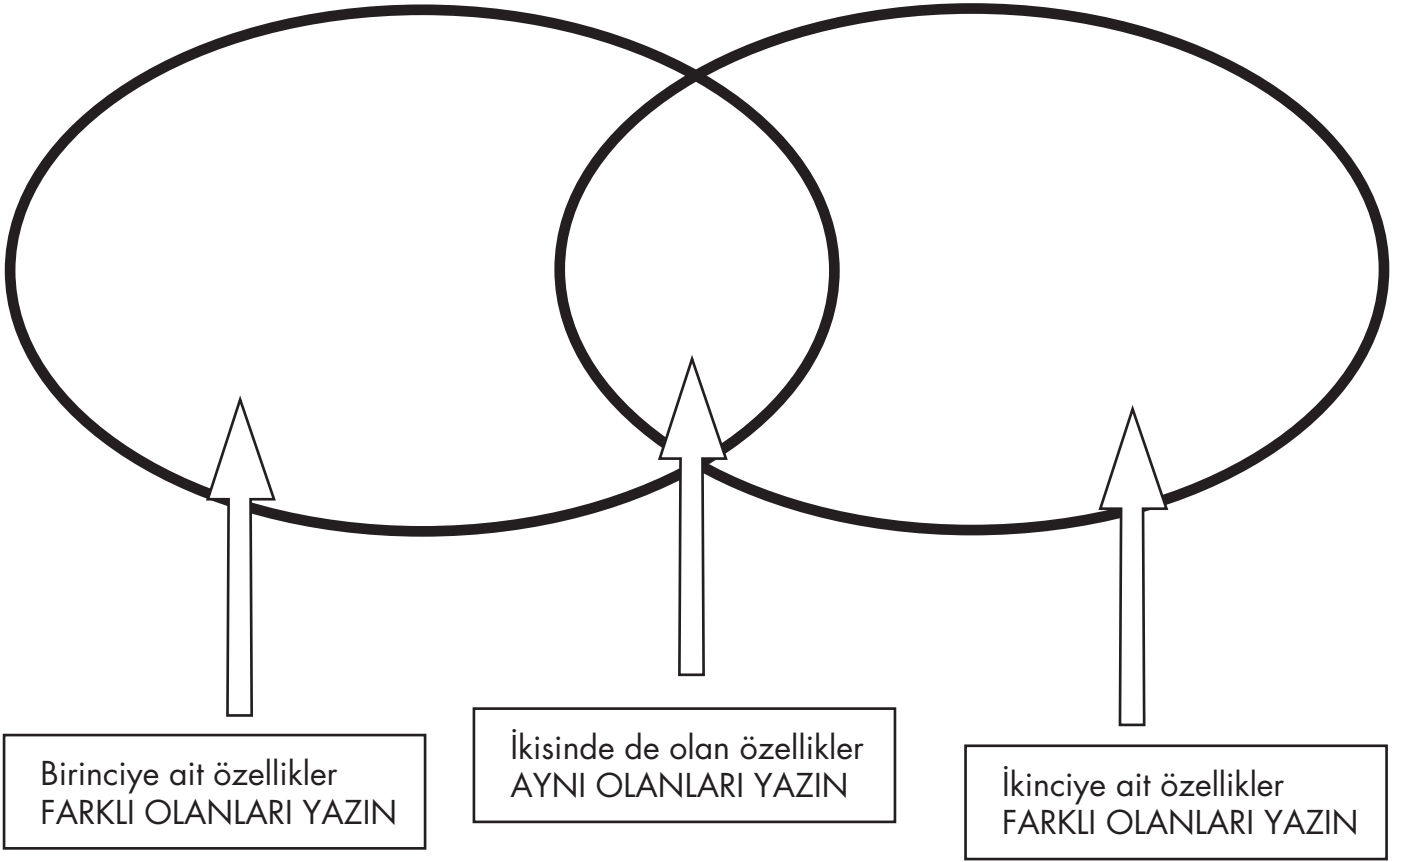 Birinciye ait özellikler
FARKLI OLANLARI YAZIN
İkisinde de olan özellikler
AYNI OLANLARI YAZIN
İkinciye ait özellikler
FARKLI OLANLARI YAZIN